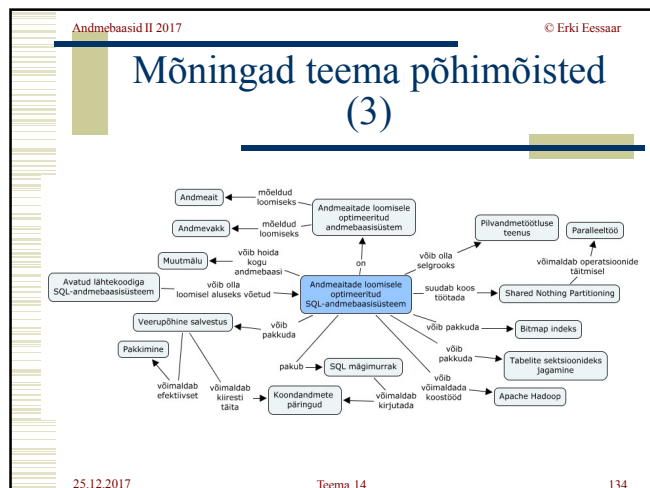 Andmebaasid II 2017
© Erki Eessaar
Mõningad teema põhimõisted
(3)
Andmeait
mõeldud
loomiseks
Andmeaitade loomisele
optimeeritud
andmebaasisüstem
Andmevakk
mõeldud
loomiseks
Pilvandmetöötluse
teenus
Paralleeltöö
Muutmälu
võib hoida
kogu
andmebaasi
on
võib olla
selgrooks
võimaldab operatsioonide
täitmisel
Avatud lähtekoodiga
SQL-andmebaasisüsteem
võib olla
loomisel aluseks võetud
Andmeaitade loomisele
optimeeritud
SQL-andmebaasisüsteem
suudab koos
töötada
Shared Nothing Partitioning
Veerupõhine salvestus
võib
pakkuda
võib pakkuda
Bitmap indeks
Pakkimine
võib
pakkuda
Tabelite sektsioonideks
jagamine
pakub
SQL mägimurrak
võimaldab
efektiivset
võimaldab
kiiresti
täita
Koondandmete
päringud
võimaldab
kirjutada
võib
võimaldada
koostööd
Apache Hadoop
25.12.2017
Teema 14
134